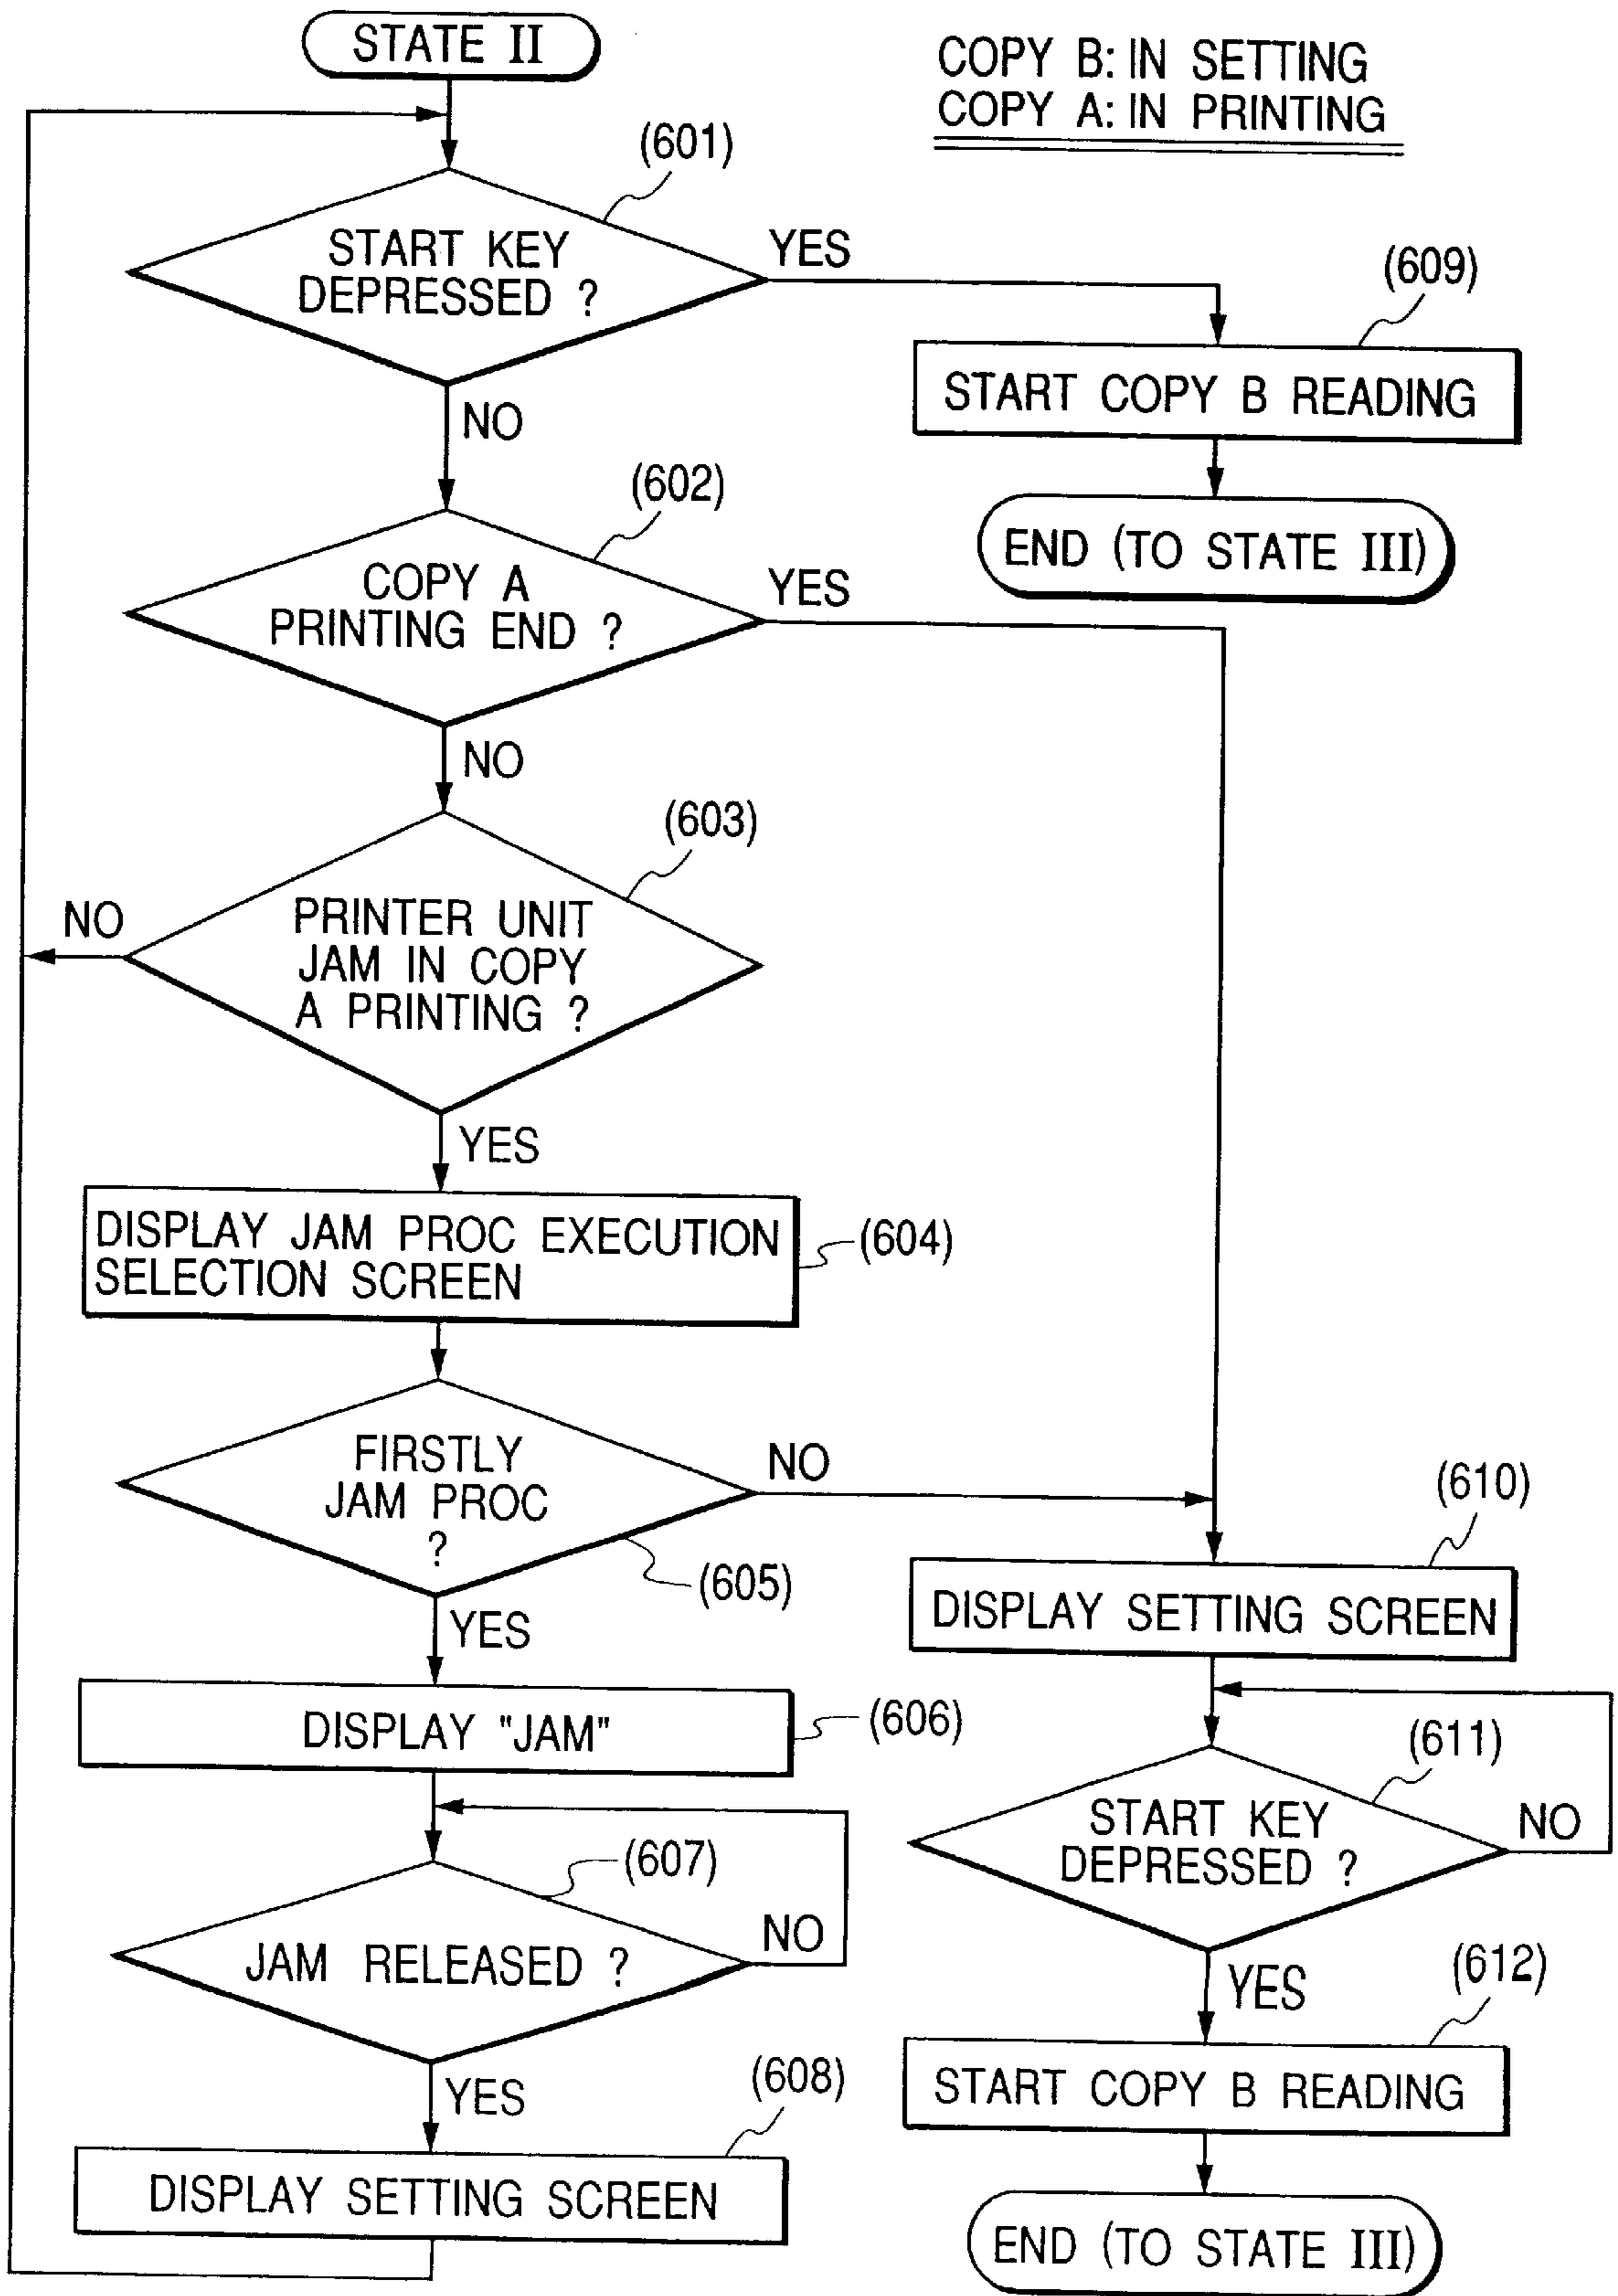 STATE II
COPY B: IN SETTING
COPY A: IN PRINTING
(601)
START KEY
DEPRESSED ?
YES
NO
(609)
START COPY B READING
END (TO STATE III)
(602)
COPY A
PRINTING END ?
YES
NO
(603)
PRINTER UNIT
JAM IN COPY
A PRINTING ?
NO
YES
DISPLAY JAM PROC EXECUTION
SELECTION SCREEN
(604)
FIRSTLY
JAM PROC
?
NO
(605)
YES
DISPLAY "JAM"
(606)
(607)
JAM RELEASED ?
NO
YES
(608)
DISPLAY SETTING SCREEN
(610)
DISPLAY SETTING SCREEN
(611)
START KEY
DEPRESSED ?
NO
YES
(612)
START COPY B READING
END (TO STATE III)